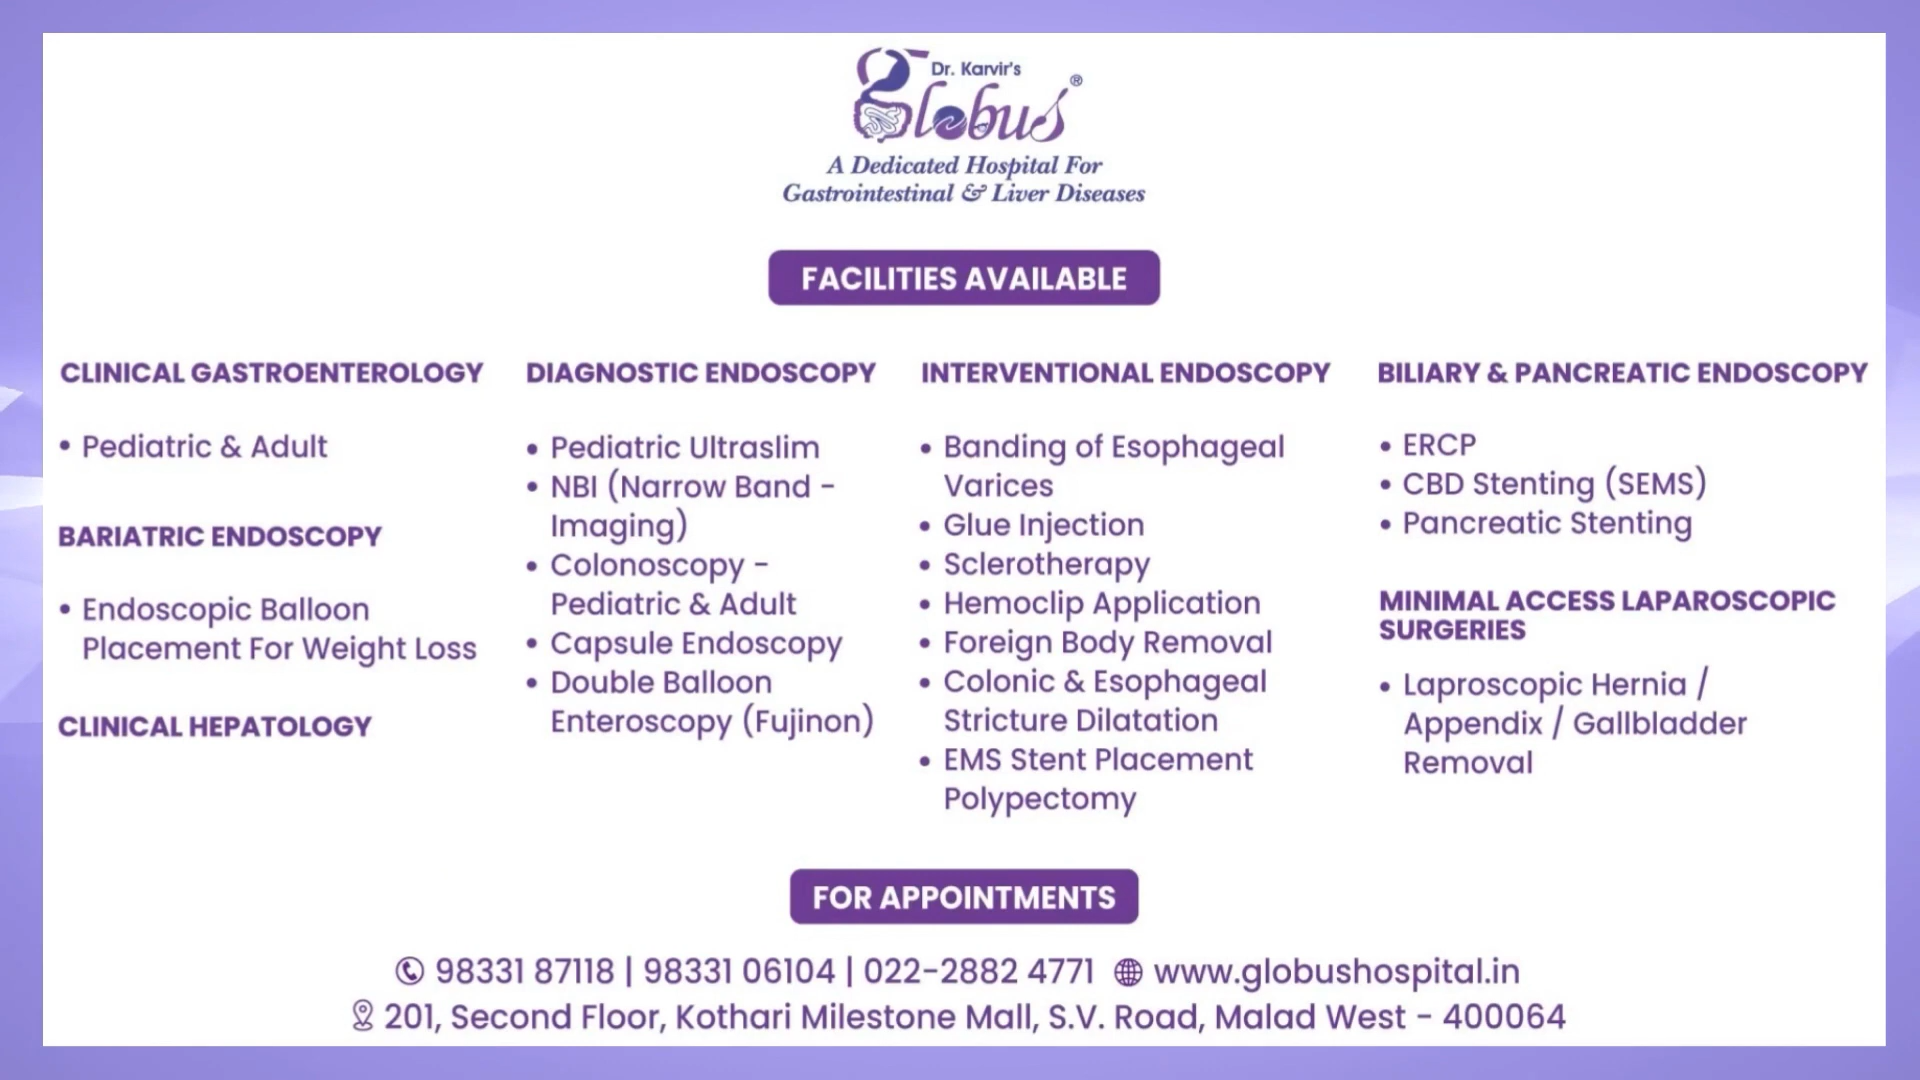 Dr. Karvir's
Globus®
A Dedicated Hospital For
Gastrointestinal & Liver Diseases
FACILITIES AVAILABLE
CLINICAL GASTROENTEROLOGY
• Pediatric & Adult
BARIATRIC ENDOSCOPY
• Endoscopic Balloon
Placement For Weight Loss
CLINICAL HEPATOLOGY
DIAGNOSTIC ENDOSCOPY
• Pediatric Ultraslim
• NBI (Narrow Band -
Imaging)
• Colonoscopy -
Pediatric & Adult
• Capsule Endoscopy
• Double Balloon
Enteroscopy (Fujinon)
INTERVENTIONAL ENDOSCOPY
• Banding of Esophageal
Varices
• Glue Injection
• Sclerotherapy
• Hemoclip Application
• Foreign Body Removal
• Colonic & Esophageal
Stricture Dilatation
• EMS Stent Placement
Polypectomy
BILIARY & PANCREATIC ENDOSCOPY
• ERCP
• CBD Stenting (SEMS)
• Pancreatic Stenting
MINIMAL ACCESS LAPAROSCOPIC
SURGERIES
• Laproscopic Hernia /
Appendix / Gallbladder
Removal
FOR APPOINTMENTS
98331 87118 | 98331 06104 | 022-2882 4771 www.globushospital.in
201, Second Floor, Kothari Milestone Mall, S.V. Road, Malad West - 400064